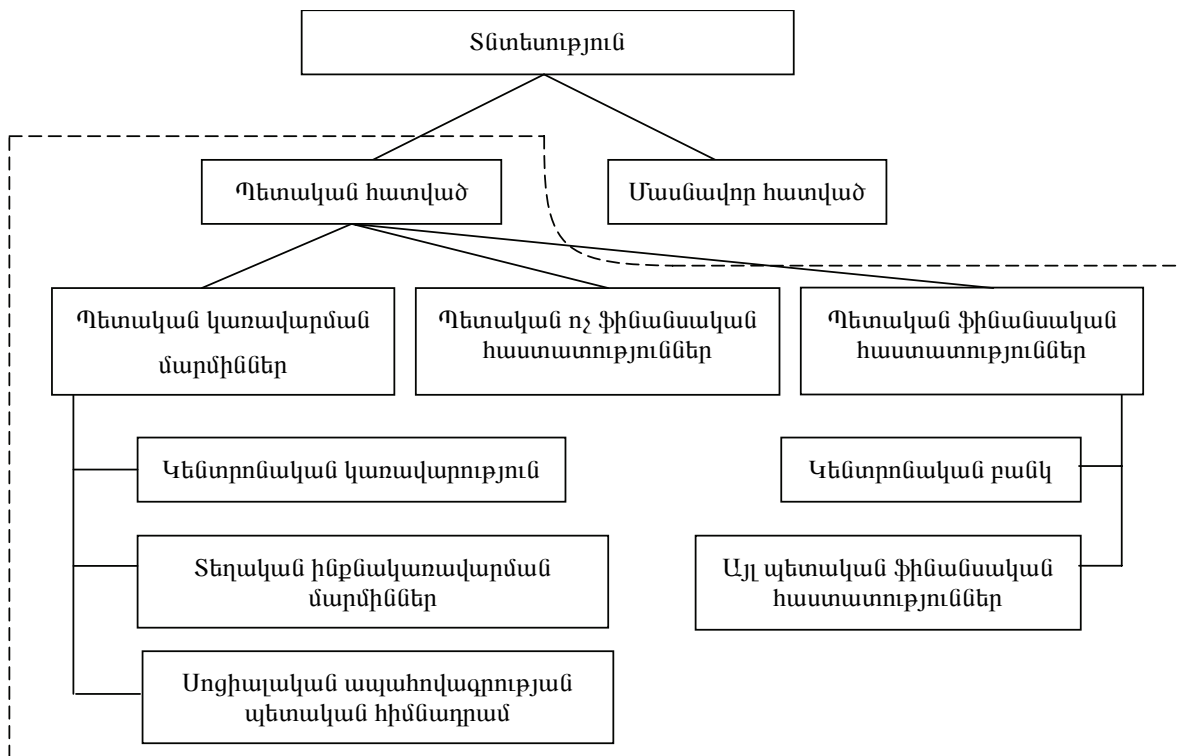 Տնտեսություն
Պետական հատված
Մասնավոր հատված
Պետական կառավարման
մարմիններ
Պետական ոչ ֆինանսական
հաստատություններ
Պետական ֆինանսական
հաստատություններ
Կենտրոնական կառավարություն
Կենտրոնական բանկ
Տեղական ինքնակառավարման
մարմիններ
Այլ պետական ֆինանսական
հաստատություններ
Սոցիալական ապահովագրության
պետական հիմնադրամ